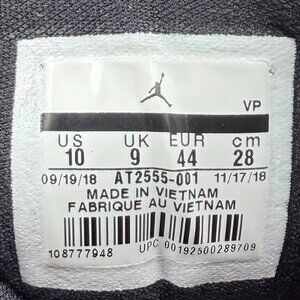 VP
US UK EUR cm
10 9 44 28
09/19/18 AT2555-001 11/17/18
MADE IN VIETNAM
FABRIQUE AU VIETNAM
108777948 UPC 00192500289709